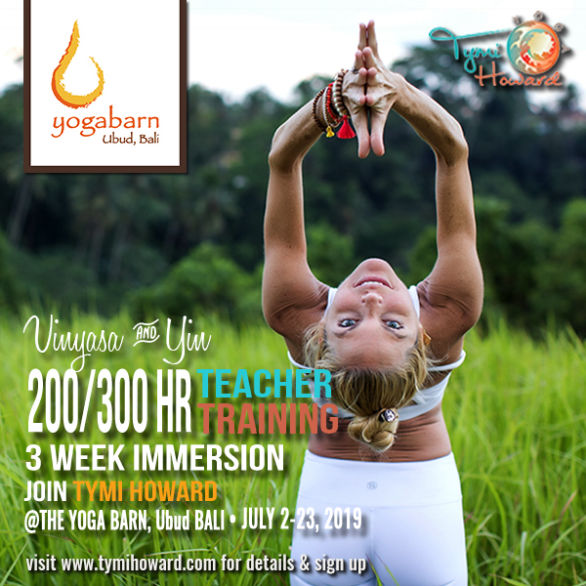 yogabarn
Ubud, Bali
Tymi
Howard
Vinyasa AND Yin
200/300 HR TEACHER
TRAINING
3 WEEK IMMERSION
JOIN TYMI HOWARD
@THE YOGA BARN, Ubud BALI • JULY 2-23, 2019
visit www.tymihoward.com for details & sign up